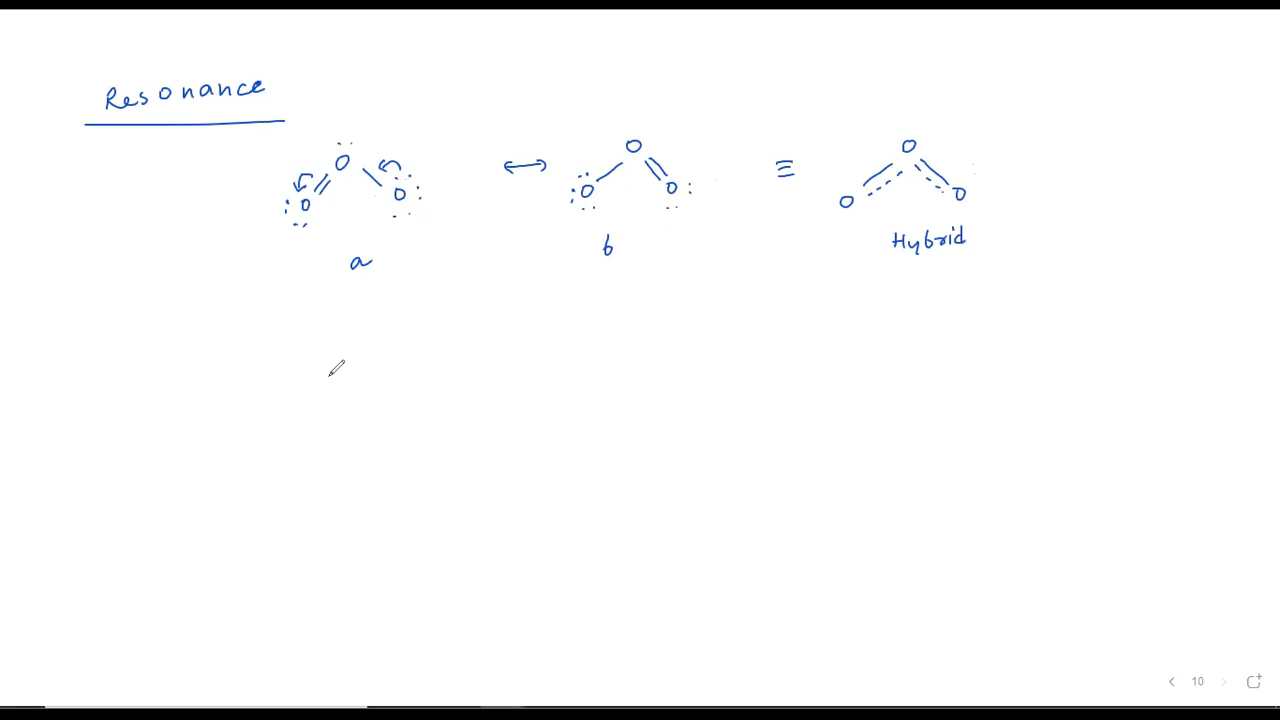 Resonance
O O O ↔ O O O ≡ O O O
a b Hybrid
10